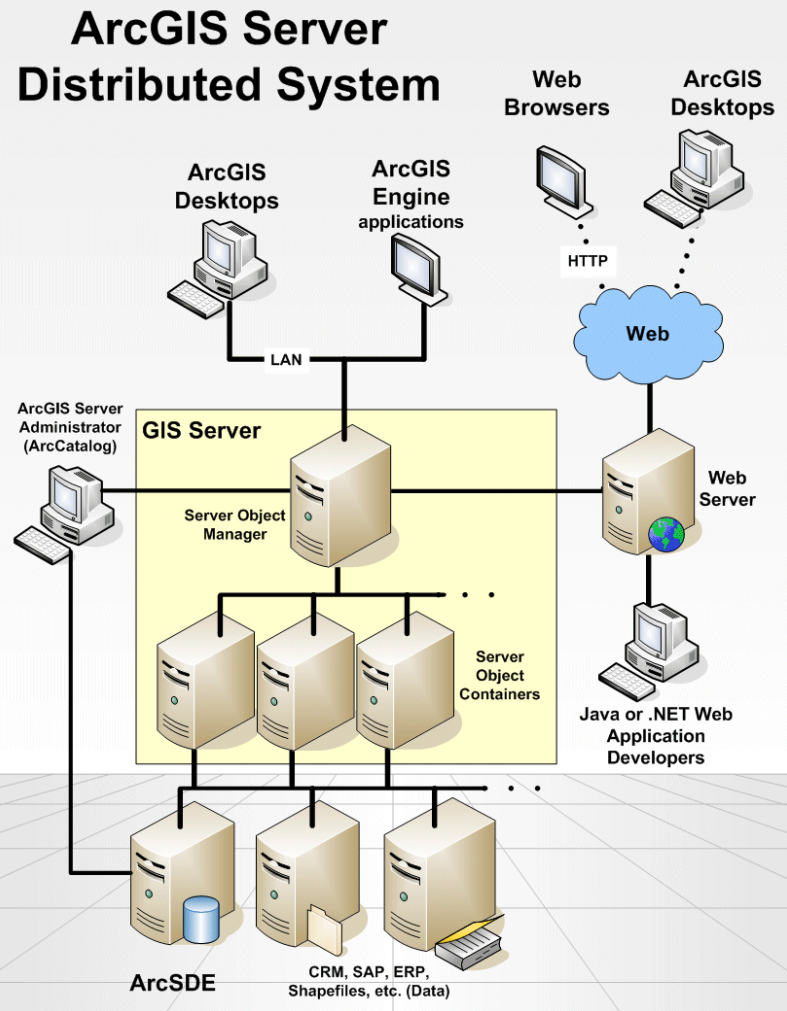 ArcGIS Server
Distributed System
Web
Browsers
ArcGIS
Desktops
ArcGIS
Desktops
ArcGIS
Engine
applications
HTTP
Web
LAN
ArcGIS Server
Administrator
(ArcCatalog)
GIS Server
Server Object
Manager
Web
Server
Server
Object
Containers
Java or .NET Web
Application
Developers
ArcSDE
CRM, SAP, ERP,
Shapefiles, etc. (Data)